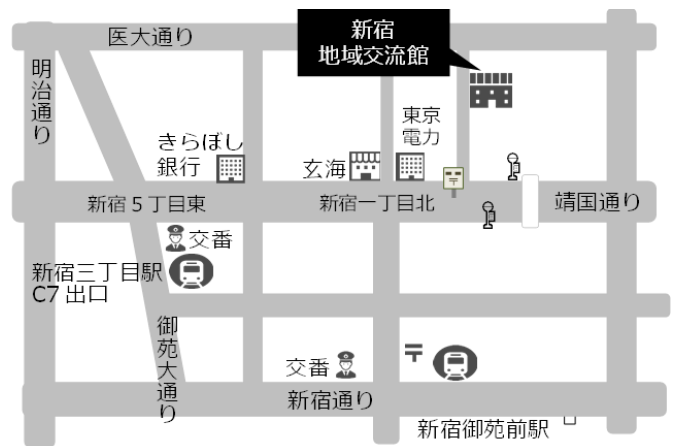 医大通り
新宿
地域交流館
明治通り
きらぼし
銀行
玄海
東京
電力
〒
新宿5丁目東
新宿一丁目北
靖国通り
交番
新宿三丁目駅
C7出口
御苑大通り
交番
〒
新宿通り
新宿御苑前駅